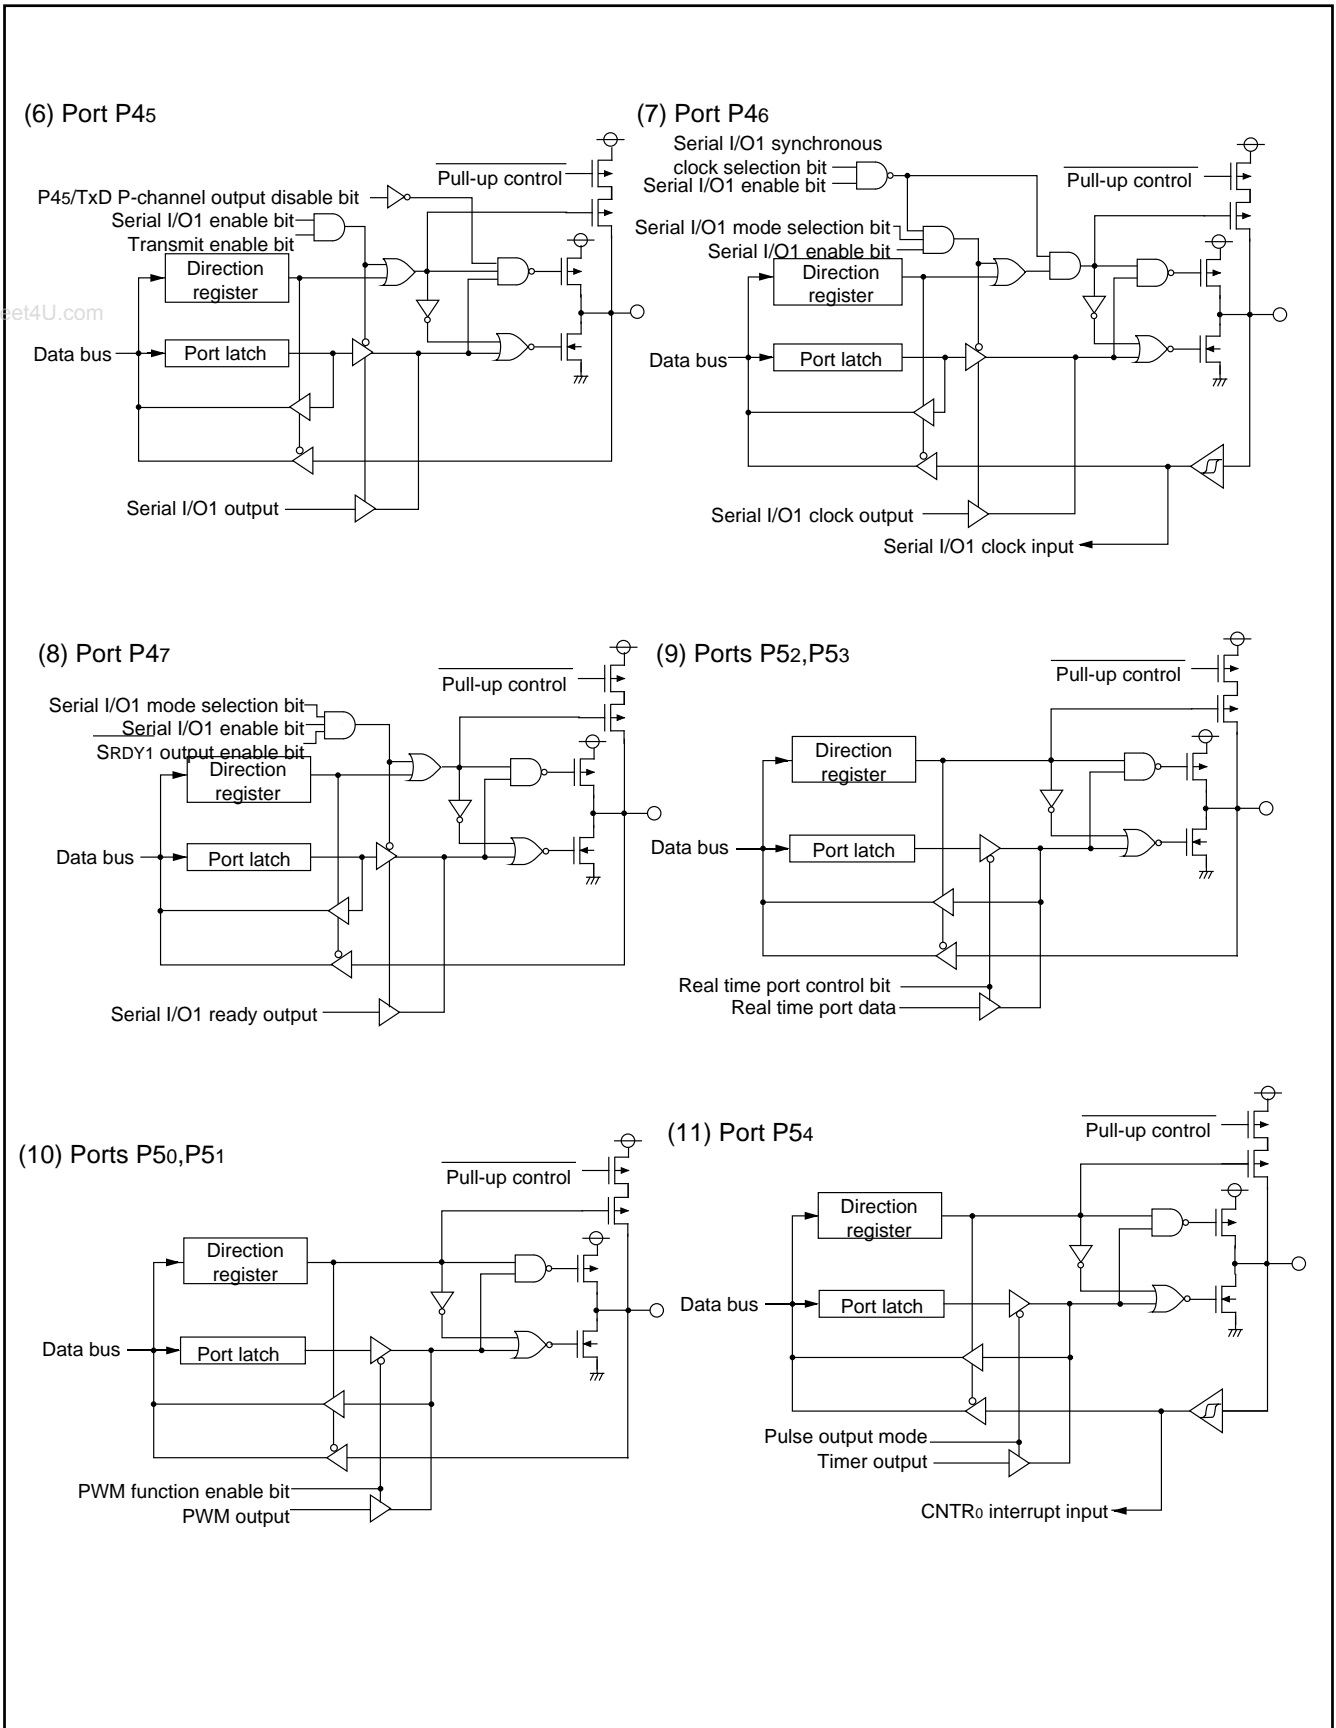 (6) Port P45
Pull-up control
P45/TxD P-channel output disable bit
Serial I/O1 enable bit
Transmit enable bit
Direction
register
Data bus
Port latch
Serial I/O1 output
(7) Port P46
Serial I/O1 synchronous
clock selection bit
Serial I/O1 enable bit
Pull-up control
Serial I/O1 mode selection bit
Serial I/O1 enable bit
Direction
register
Data bus
Port latch
Serial I/O1 clock output
Serial I/O1 clock input
eet4U.com
(8) Port P47
Pull-up control
Serial I/O1 mode selection bit
Serial I/O1 enable bit
SRDY1 output enable bit
Direction
register
Data bus
Port latch
Serial I/O1 ready output
(9) Ports P52,P53
Pull-up control
Direction
register
Data bus
Port latch
Real time port control bit
Real time port data
(10) Ports P50,P51
Pull-up control
Direction
register
Data bus
Port latch
PWM function enable bit
PWM output
(11) Port P54
Pull-up control
Direction
register
Data bus
Port latch
Pulse output mode
Timer output
CNTR0 interrupt input